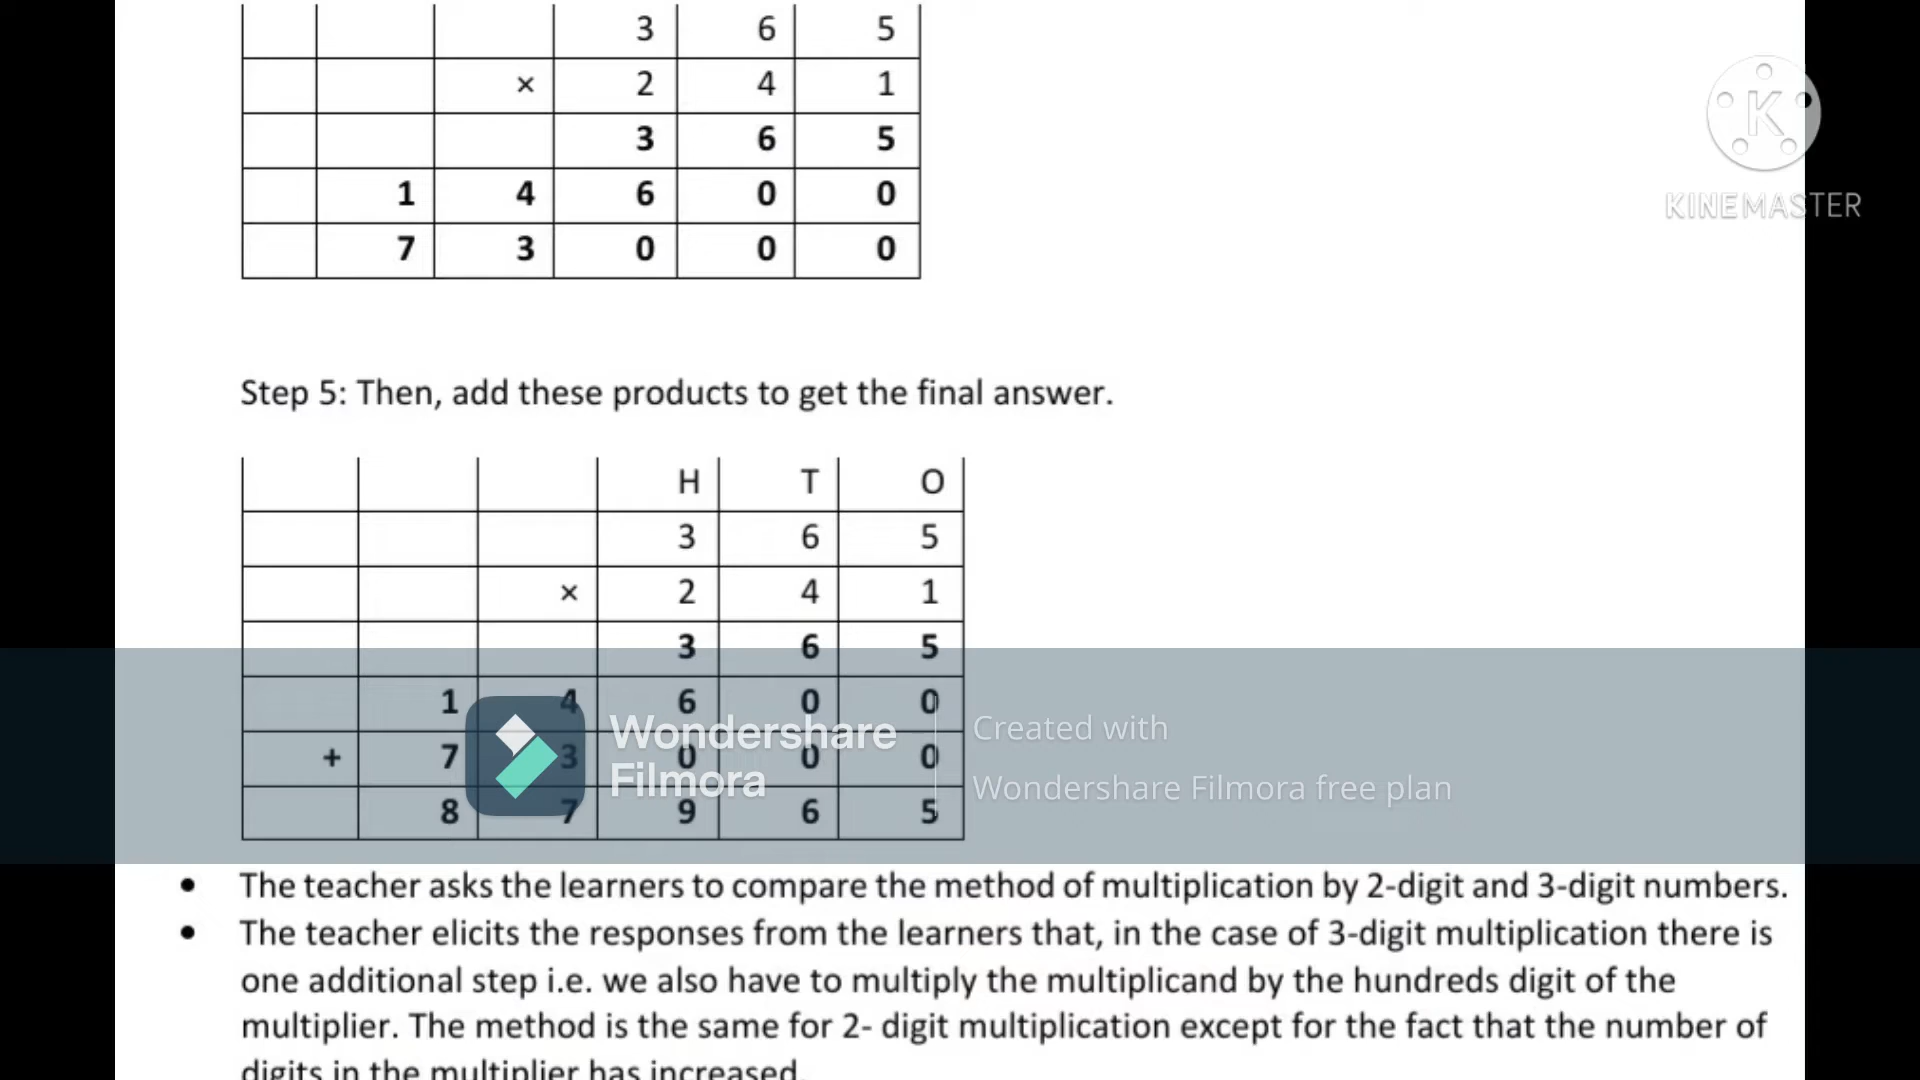 3 6 5
× 2 4 1
3 6 5
1 4 6 0 0
7 3 0 0 0
K
KINEMASTER
Step 5: Then, add these products to get the final answer.
H T O
3 6 5
× 2 4 1
3 6 5
1 4 6 0 0
+ 7 3 0 0 0
8 7 9 6 5
Wondershare
Filmora
Created with
Wondershare Filmora free plan
• The teacher asks the learners to compare the method of multiplication by 2-digit and 3-digit numbers.
• The teacher elicits the responses from the learners that, in the case of 3-digit multiplication there is
one additional step i.e. we also have to multiply the multiplicand by the hundreds digit of the
multiplier. The method is the same for 2- digit multiplication except for the fact that the number of
digits in the multiplier has increased.